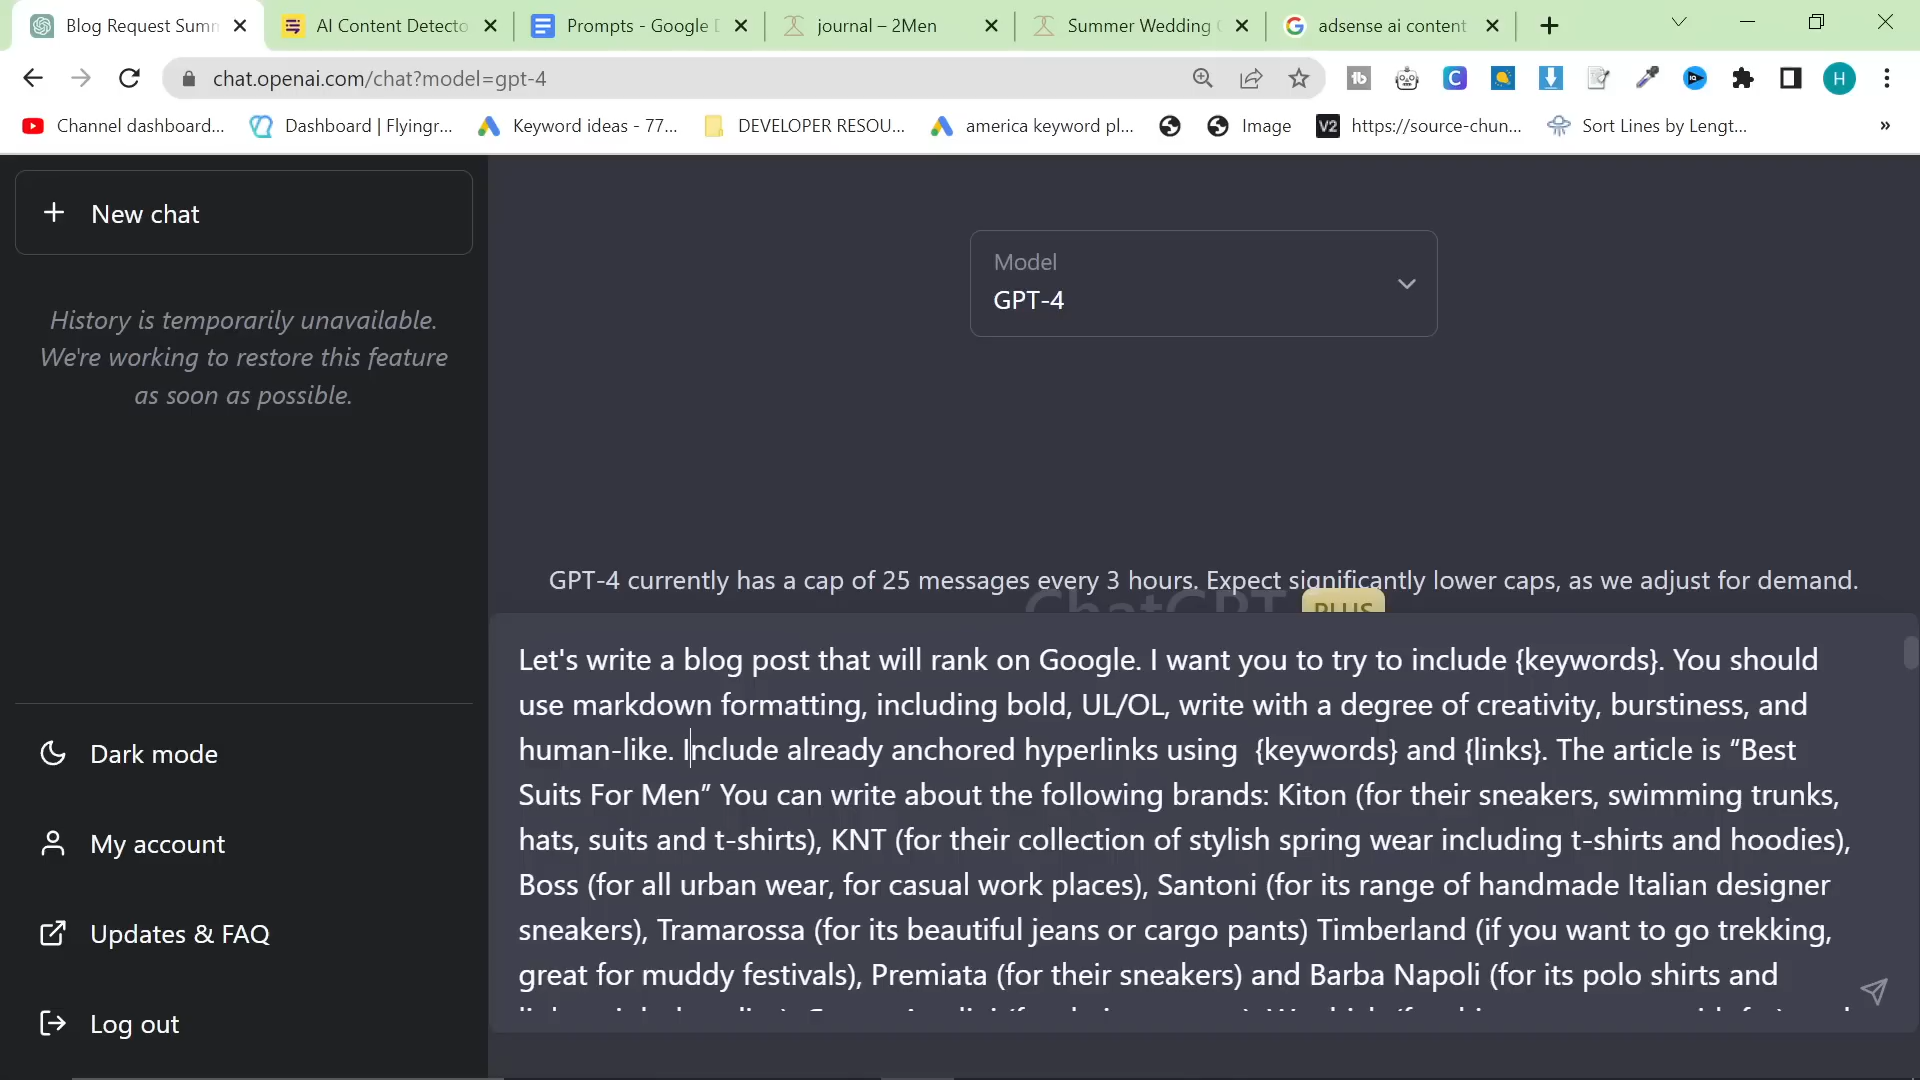 Blog Request Summ
AI Content Detecto
Prompts - Google D
journal – 2Men
Summer Wedding G
adsense ai content
chat.openai.com/chat?model=gpt-4
H
Channel dashboard...
Dashboard | Flyingr...
Keyword ideas - 77...
DEVELOPER RESOU...
america keyword pl...
Image
V2
https://source-chun...
Sort Lines by Lengt...
»
New chat
History is temporarily unavailable.
We're working to restore this feature
as soon as possible.
Dark mode
My account
Updates & FAQ
Log out
Model
GPT-4
GPT-4 currently has a cap of 25 messages every 3 hours. Expect significantly lower caps, as we adjust for demand.
ChatGPT PLUS
Let's write a blog post that will rank on Google. I want you to try to include {keywords}. You should
use markdown formatting, including bold, UL/OL, write with a degree of creativity, burstiness, and
human-like. Include already anchored hyperlinks using  {keywords} and {links}. The article is “Best
Suits For Men” You can write about the following brands: Kiton (for their sneakers, swimming trunks,
hats, suits and t-shirts), KNT (for their collection of stylish spring wear including t-shirts and hoodies),
Boss (for all urban wear, for casual work places), Santoni (for its range of handmade Italian designer
sneakers), Tramarossa (for its beautiful jeans or cargo pants) Timberland (if you want to go trekking,
great for muddy festivals), Premiata (for their sneakers) and Barba Napoli (for its polo shirts and